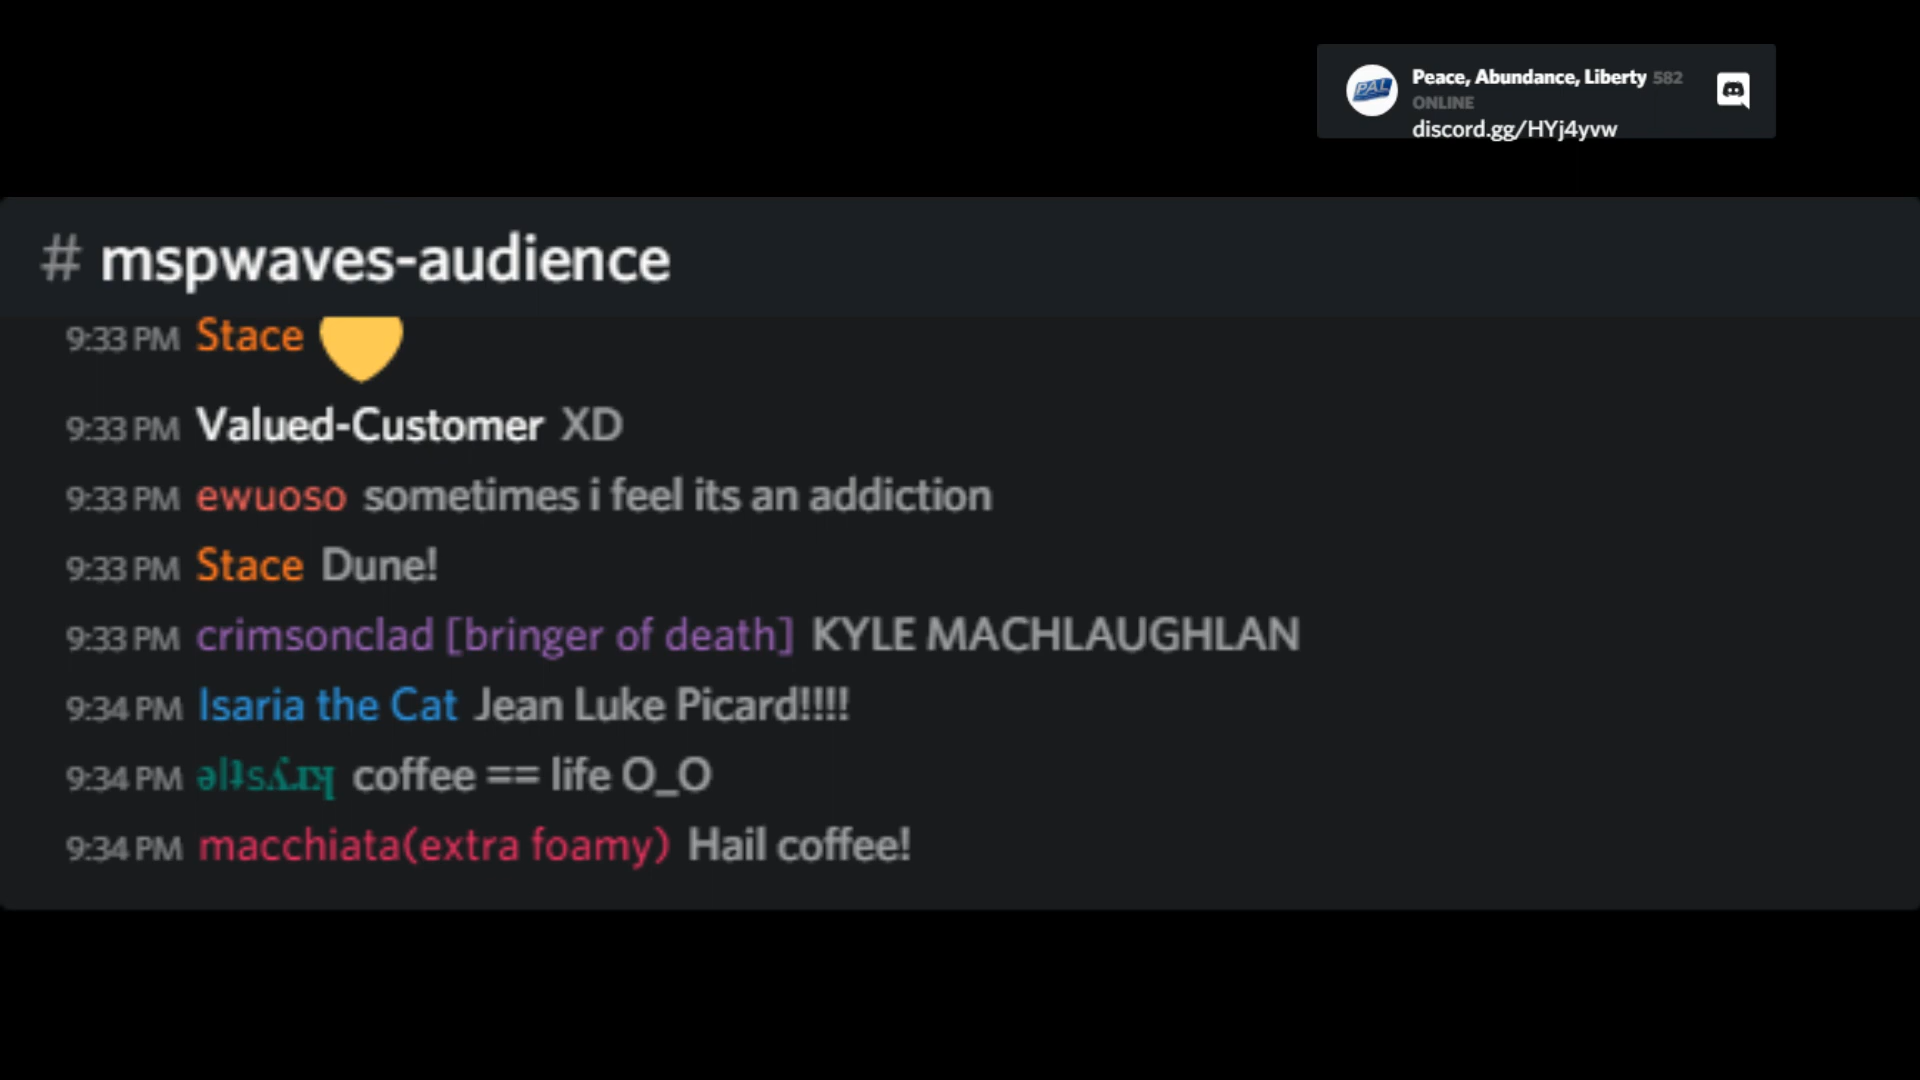 PAL
Peace, Abundance, Liberty 582
ONLINE
discord.gg/HYj4yvw
# mspwaves-audience
9:33 PM Stace
9:33 PM Valued-Customer XD
9:33 PM ewuoso sometimes i feel its an addiction
9:33 PM Stace Dune!
9:33 PM crimsonclad [bringer of death] KYLE MACHLAUGHLAN
9:34 PM Isaria the Cat Jean Luke Picard!!!!
9:34 PM coffee == life O_O
9:34 PM macchiata(extra foamy) Hail coffee!